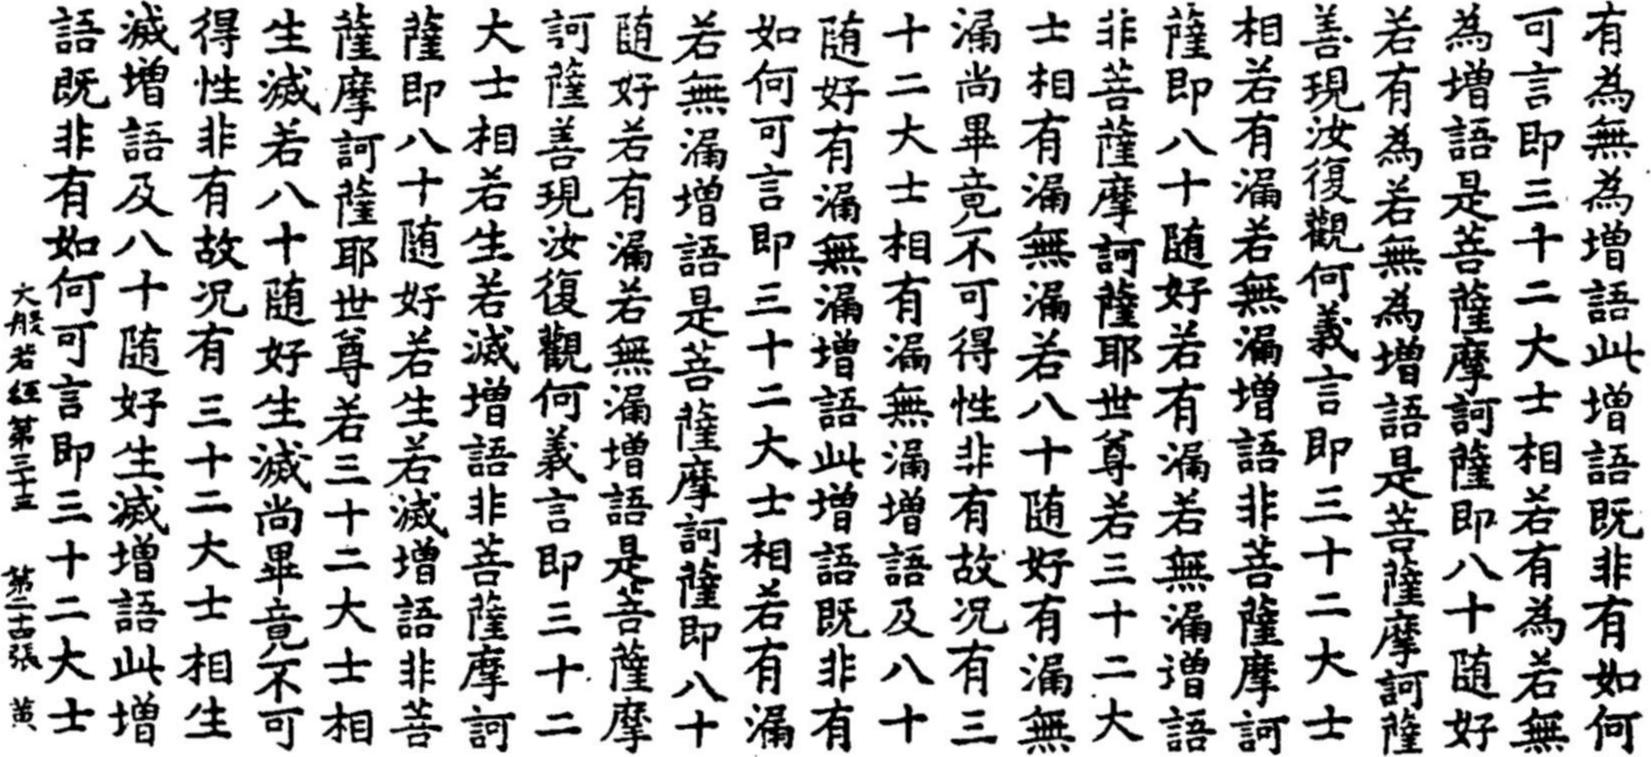 有為無為增語此增語既非有如何
可言即三十二大士相若有為若無
為增語是菩薩摩訶薩即八十随好
若有為若無為增語是菩薩摩訶薩
善現汝復觀何義言即三十二大士
相若有漏若無漏增語非菩薩摩訶
薩即八十随好若有漏若無漏增語
非菩薩摩訶薩耶世尊若三十二大
士相有漏無漏若八十随好有漏無
漏尚畢竟不可得性非有故况有三
十二大士相有漏無漏增語及八十
随好有漏無漏增語此增語既非有
如何可言即三十二大士相若有漏
若無漏增語是菩薩摩訶薩即八十
随好若有漏若無漏增語是菩薩摩
訶薩善現汝復觀何義言即三十二
大士相若生若滅增語非菩薩摩訶
薩即八十随好若生若滅增語非菩
薩摩訶薩耶世尊若三十二大士相
生滅若八十随好生滅尚畢竟不可
得性非有故况有三十二大士相生
滅增語及八十随好生滅增語此增
語既非有如何可言即三十二大士
大般若經第三十三 第二張 黄